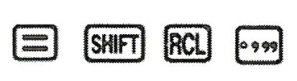 = SHIFT RCL ° ' "